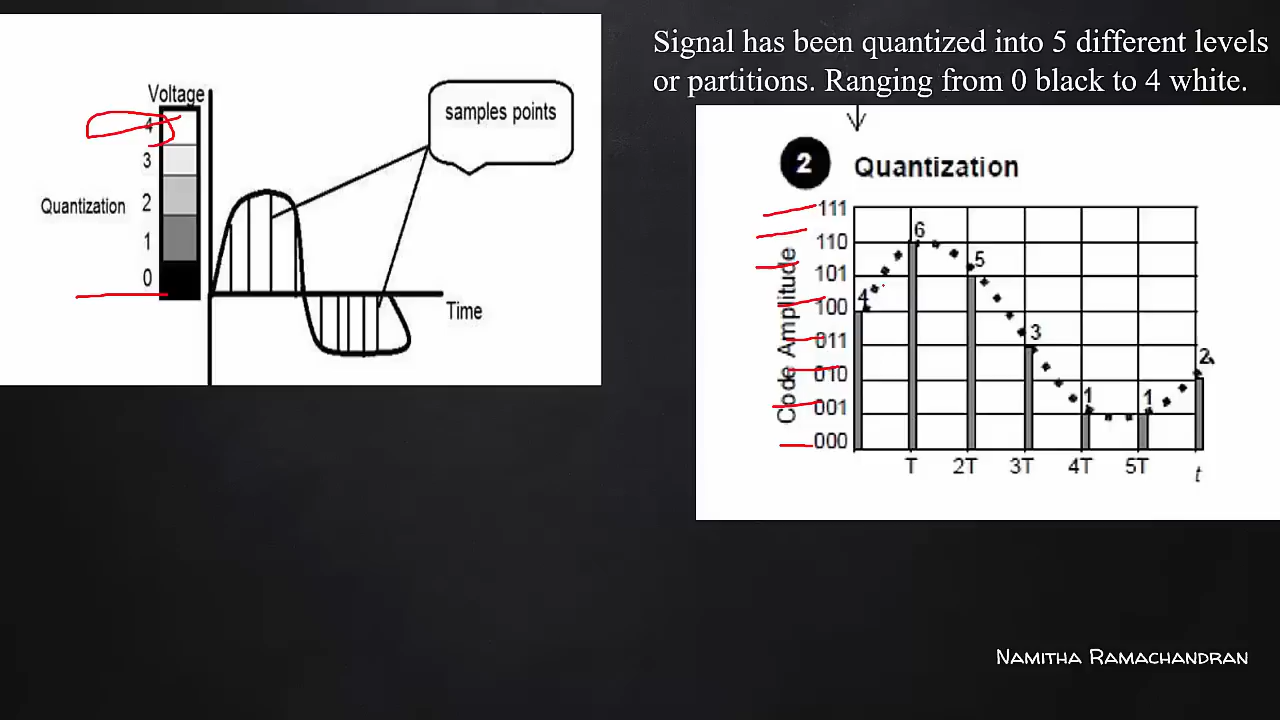 Signal has been quantized into 5 different levels
or partitions. Ranging from 0 black to 4 white.
Voltage
4
3
2
1
0
Quantization
samples points
Time
2 Quantization
Code Amplitude
111
110
101
100
011
010
001
000
4
6
5
3
1
1
2
T 2T 3T 4T 5T t
Namitha Ramachandran